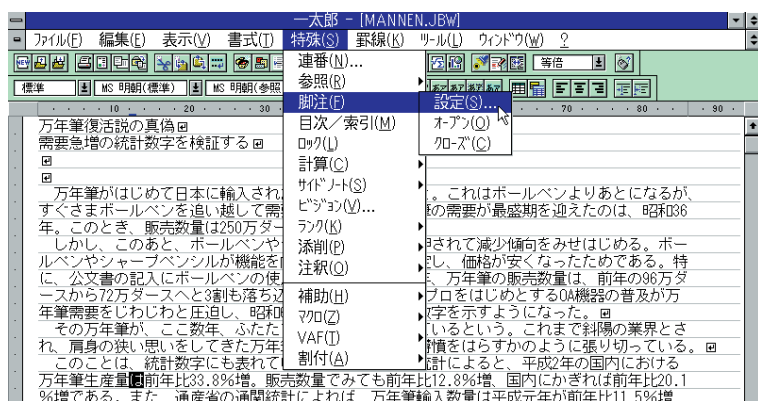 一太郎 - [MANNEN.JBW]
ファイル(F) 編集(E) 表示(V) 書式(T) 特殊(S) 罫線(K) ツール(L) ウィンドウ(W) ?
等倍
標準 MS 明朝(標準) MS 明朝(参照
連番(N)...
参照(R)
脚注(F)
目次/索引(M)
ロック(L)
計算(C)
サイドノート(S)
ビジョン(V)...
ランク(K)
添削(P)
注釈(O)
補助(H)
マクロ(Z)
VAF(T)
割付(A)
設定(S)...
オープン(O)
クローズ(C)
10 20 30 70 80 90
万年筆復活説の真偽
需要急増の統計数字を検証する
万年筆がはじめて日本に輸入され 。これはボールペンよりあとになるが、
すぐさまボールペンを追い越して需 の需要が最盛期を迎えたのは、昭和36
年。このとき、販売数量は250万ダー
しかし、このあと、ボールペンや されて減少傾向をみせはじめる。ボー
ルペンやシャープペンシルが機能を し、価格が安くなったためである。特
に、公文書の記入にボールペンの使 、万年筆の販売数量は、前年の96万ダ
ースから72万ダースへと3割も落ち込 プロをはじめとするOA機器の普及が万
年筆需要をじわじわと圧迫し、昭和 数字を示すようになった。
その万年筆が、ここ数年、ふたた いるという。これまで斜陽の業界とさ
れ、肩身の狭い思いをしてきた万年 憤をはらすかのように張り切っている。
このことは、統計数字にも表れて 統計によると、平成2年の国内における
万年筆生産量は前年比33.8%増。販売数量でみても前年比12.8%増、国内にかぎれば前年比20.1
%増である。また、通産省の通関統計によれば、万年筆輸入数量は平成元年が前年比11.5%増